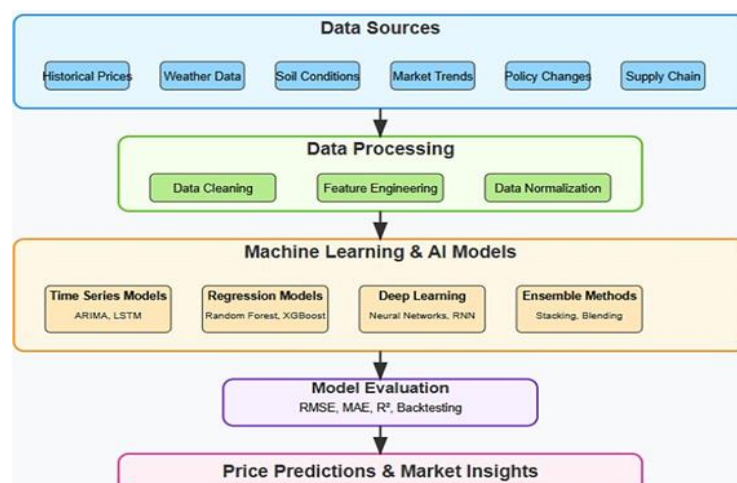 Data Sources
Historical Prices Weather Data Soil Conditions Market Trends Policy Changes Supply Chain
Data Processing
Data Cleaning Feature Engineering Data Normalization
Machine Learning & AI Models
Time Series Models Regression Models Deep Learning Ensemble Methods
ARIMA, LSTM Random Forest, XGBoost Neural Networks, RNN Stacking, Blending
Model Evaluation
RMSE, MAE, R², Backtesting
Price Predictions & Market Insights